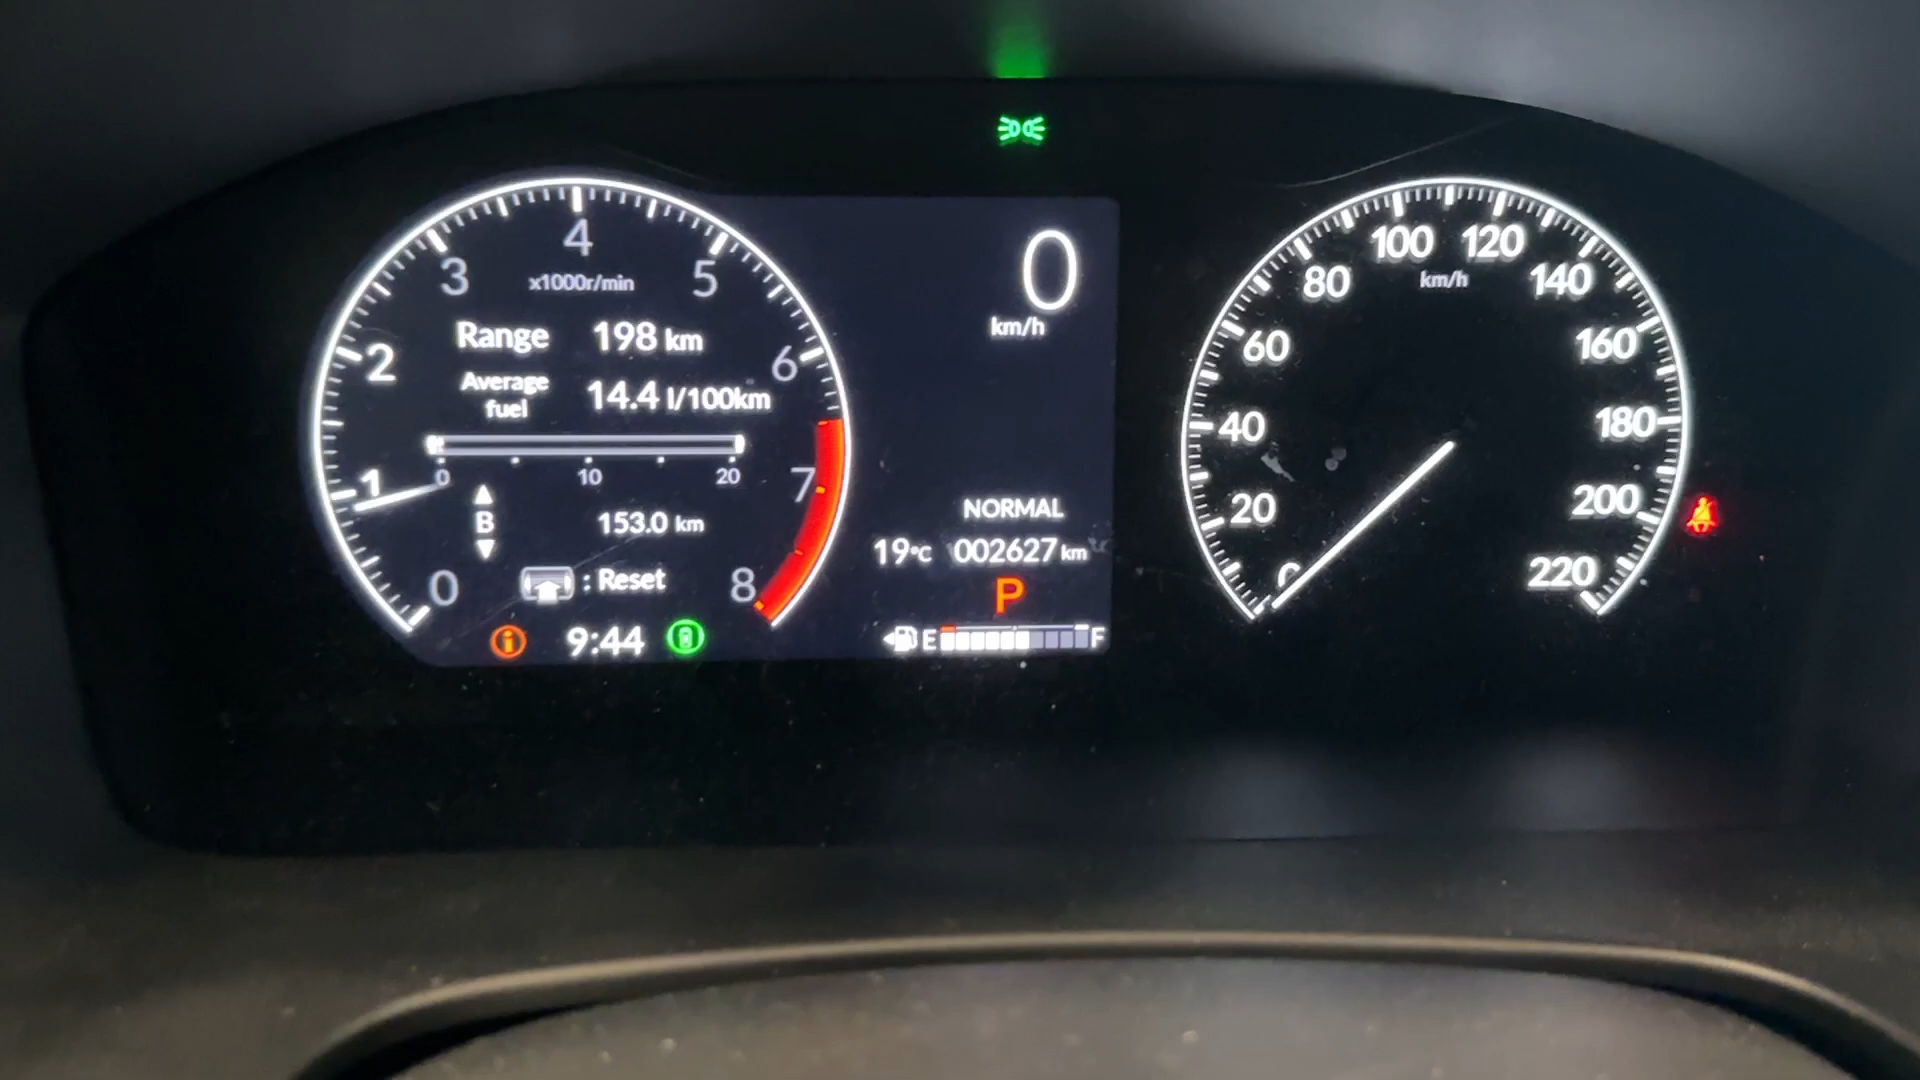 4
3
5
x1000r/min
2
6
Range 198 km
Average fuel 14.4 l/100km
0 10 20
1
7
B 153.0 km
0
: Reset
8
9:44
0
km/h
NORMAL
19°C 002627 km
P
E F
100 120
80 km/h 140
60 160
40 180
20 200
0 220